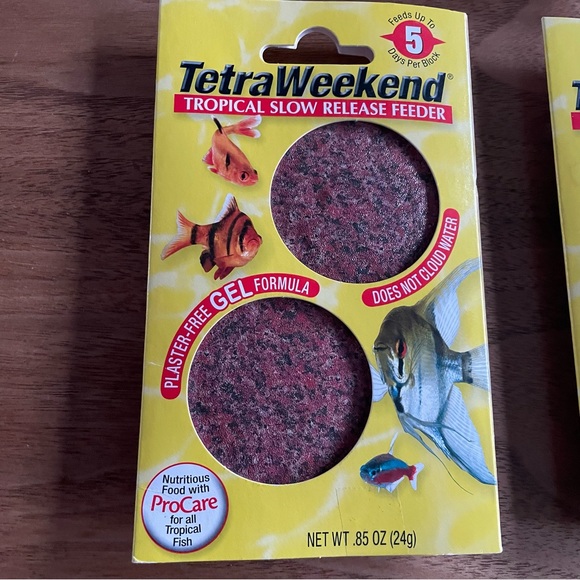 Feeds Up To
5
Days Per Block
TetraWeekend®
TROPICAL SLOW RELEASE FEEDER
DOES NOT CLOUD WATER
PLASTER-FREE GEL FORMULA
Nutritious
Food with
ProCare
for all
Tropical
Fish
NET WT .85 OZ (24g)
T